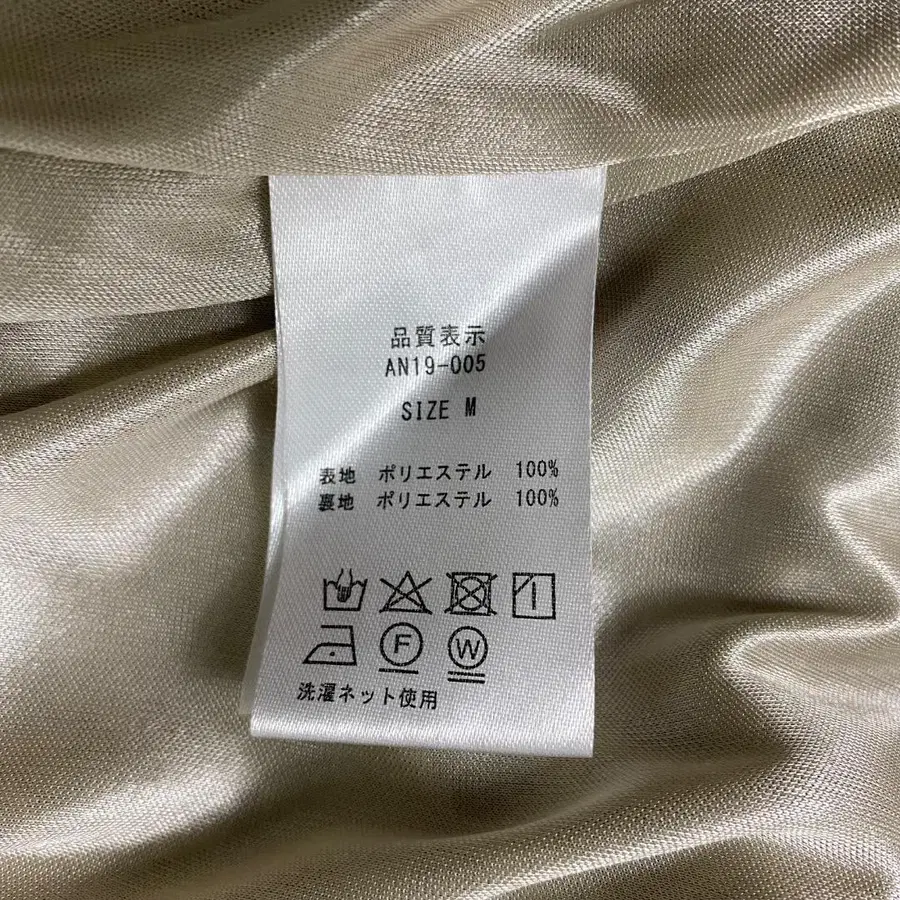 品質表示
AN19-005
SIZE M
表地 ポリエステル 100%
裏地 ポリエステル 100%
F W
洗濯ネット使用